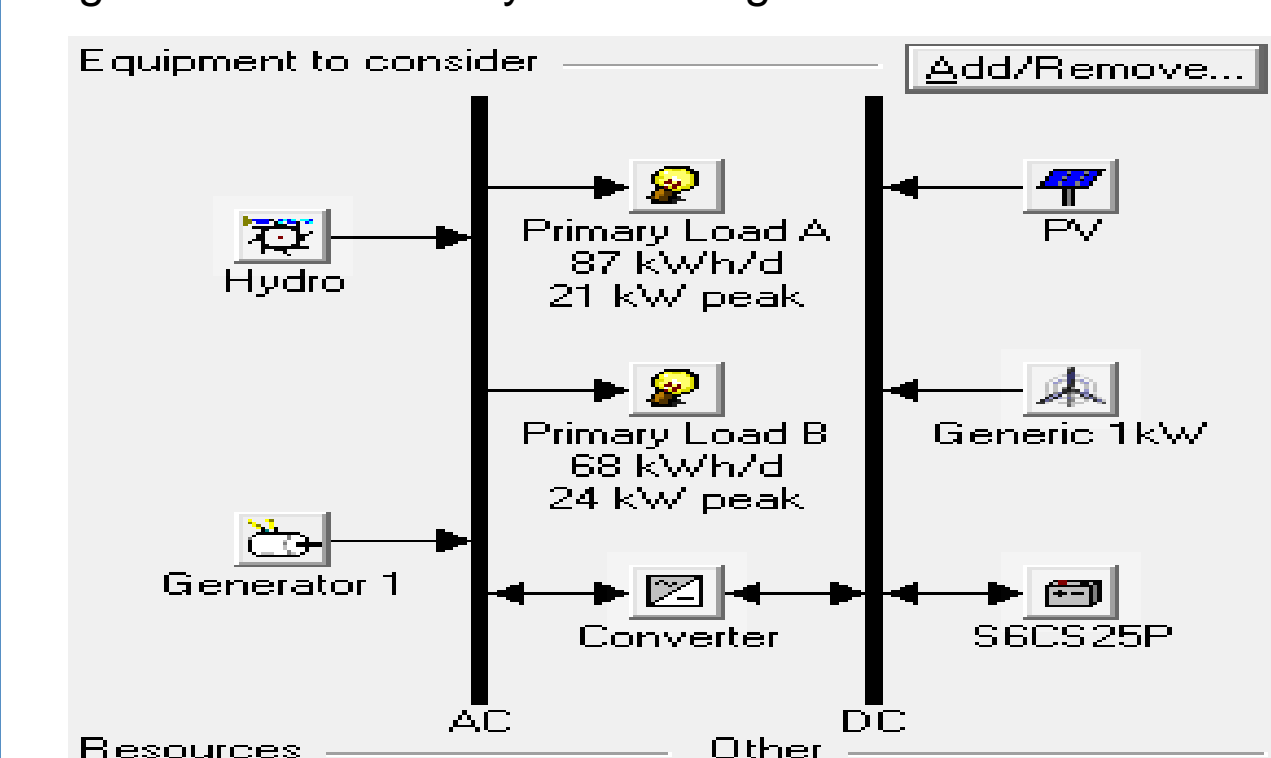 Equipment to consider
Add/Remove...
Hydro
Primary Load A
87 kWh/d
21 kW peak
PV
Primary Load B
68 kWh/d
24 kW peak
Generic 1kW
Generator 1
Converter
S6CS25P
AC
DC
Resources
Other